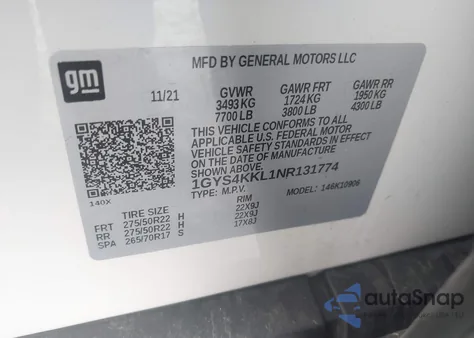 gm
MFD BY GENERAL MOTORS LLC
11/21
GVWR GAWR FRT GAWR RR
3493 KG 1724 KG 1950 KG
7700 LB 3800 LB 4300 LB
THIS VEHICLE CONFORMS TO ALL
APPLICABLE U.S. FEDERAL MOTOR
VEHICLE SAFETY STANDARDS IN
EFFECT ON THE DATE OF
MANUFACTURE SHOWN ABOVE.
1GYS4KKL1NR131774
TYPE: M.P.V. MODEL: 146K10906
140X
TIRE SIZE RIM
FRT 275/50R22 H 22X9J
RR 275/50R22 H 22X9J
SPA 265/70R17 S 17X8J
autoSnap